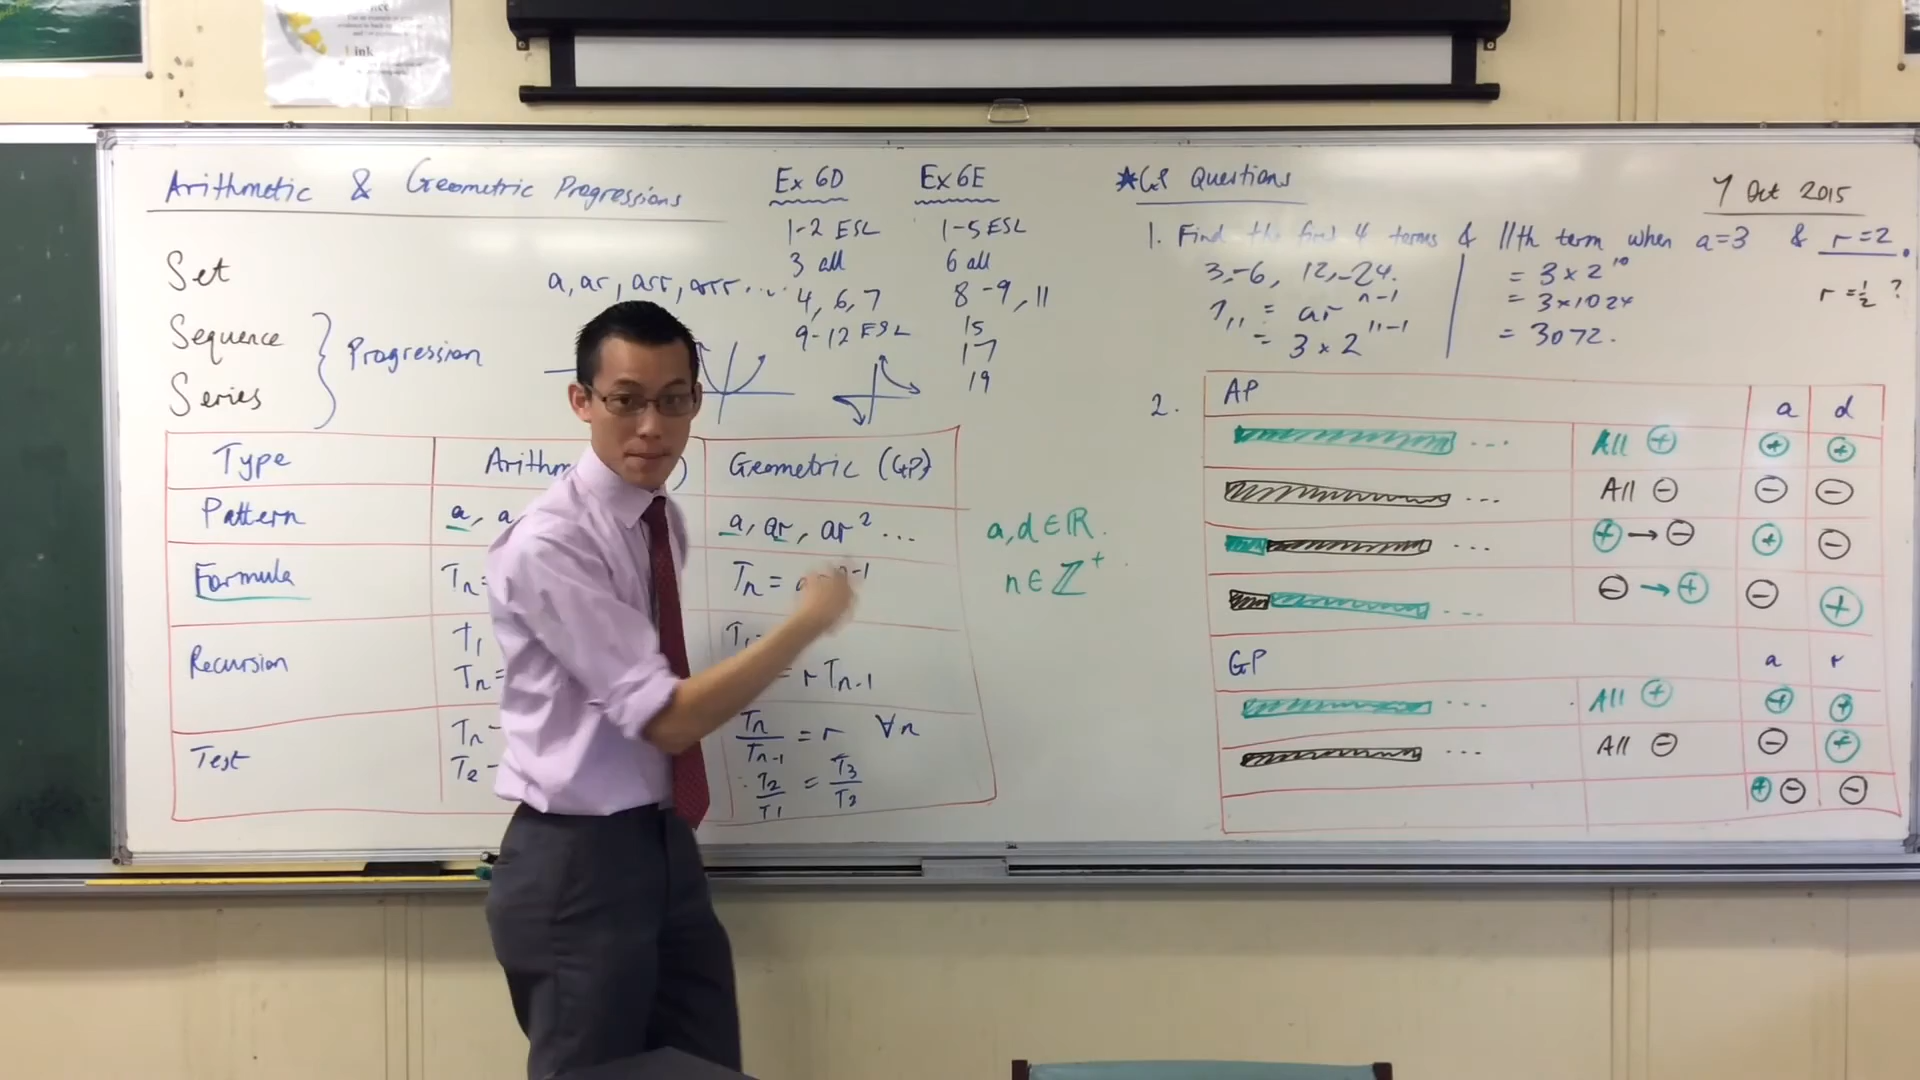 Arithmetic & Geometric Progressions
Set
Sequence
Series
Progression
a, ar, arr, arrr...
Ex 6D
1-2 ESL
3 all
4, 6, 7
9-12 ESL
Ex 6E
1-5 ESL
6 all
8-9, 11
15
17
19
Type
Geometric (GP)
Pattern
a, a
a, ar, ar² ...
Formula
Tn =
Tn =
n-1
Recursion
T1
Tn =
T1
r Tn-1
Test
Tn -
T2 -
Tn/Tn-1 = r ∀n
∴ T2/T1 = T3/T2
a, d ∈ ℝ.
n ∈ ℤ⁺
*GP Questions
7 Oct 2015
1. Find the first 4 terms & 11th term when a=3 & r=2.
3,-6, 12,-24.
T11 = ar^(n-1)
= 3 x 2^(11-1)
= 3 x 2^10
= 3 x 1024
= 3072.
r = ½ ?
2.
AP a d
... All + + +
... All - - -
... + → - + -
... - → + - +
GP a r
... All + + +
... All - - +
+ - -